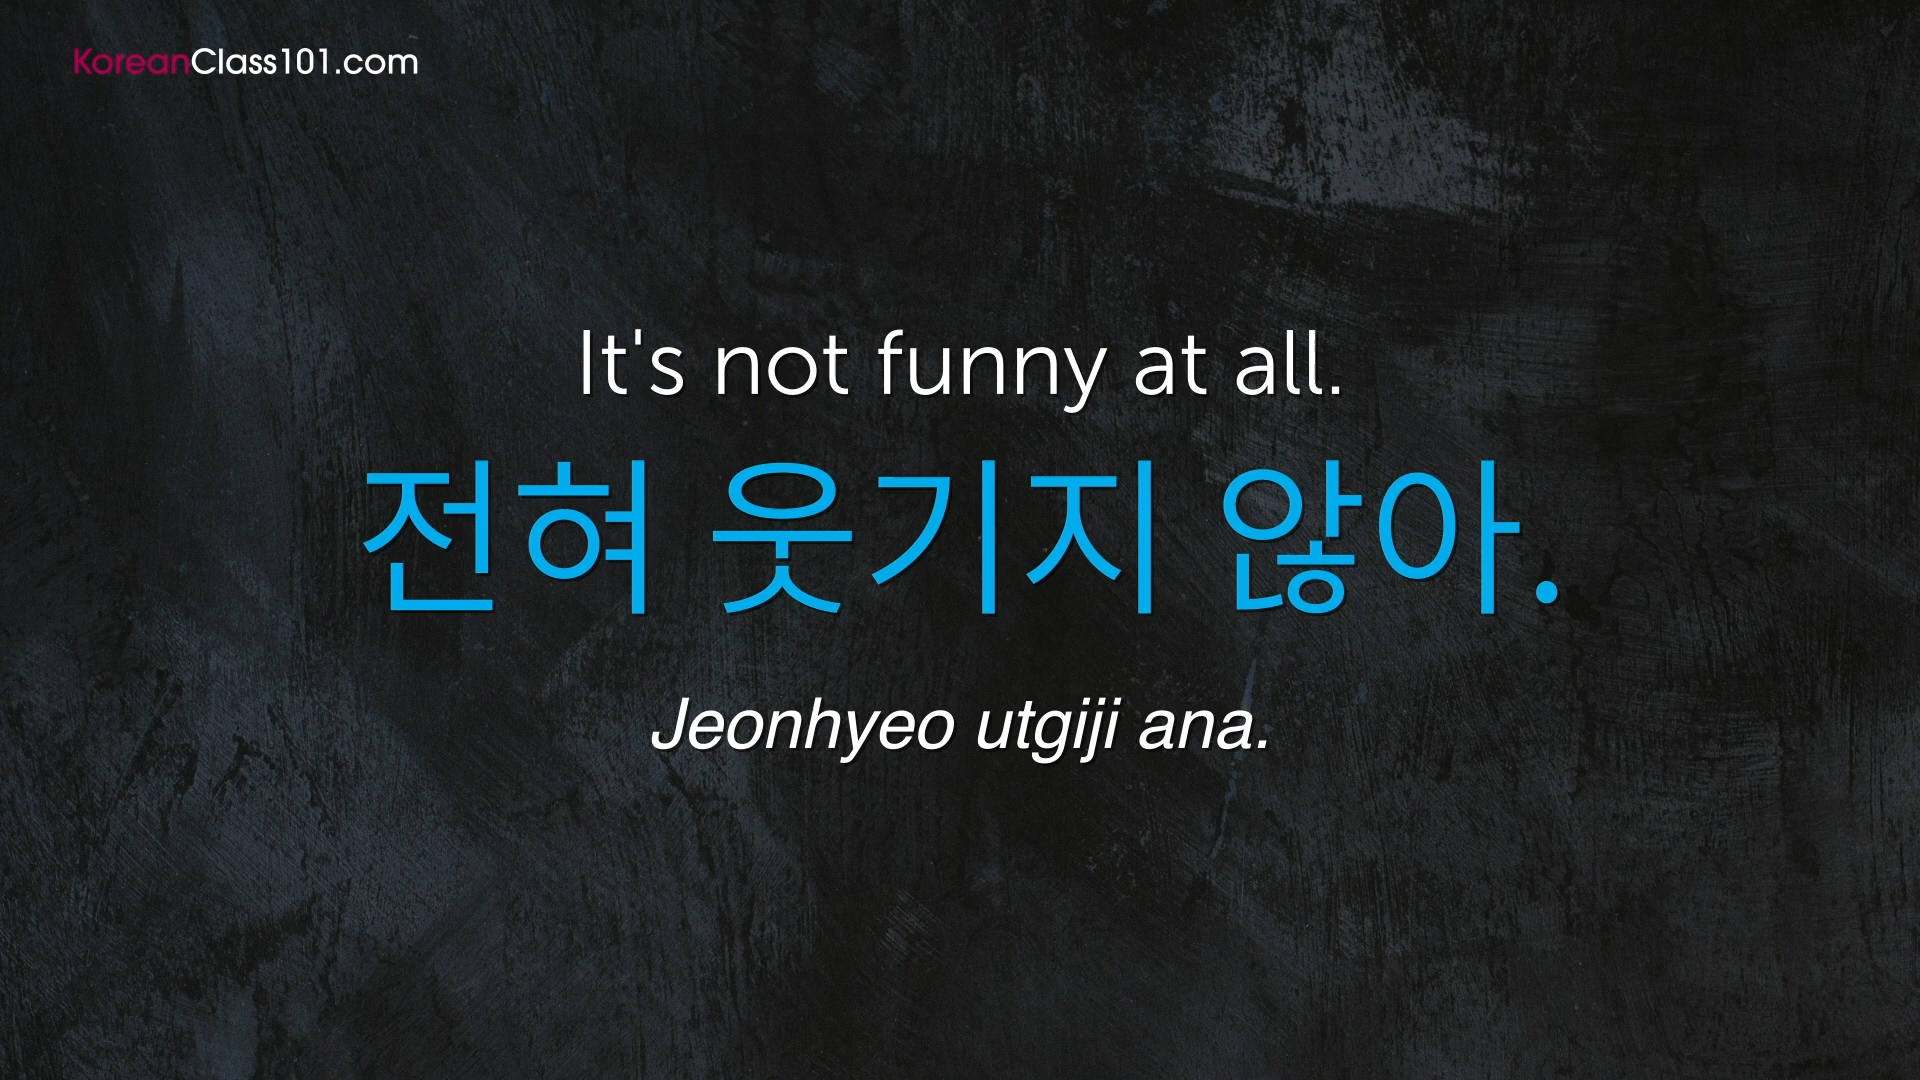 KoreanClass101.com
It's not funny at all.
전혀 웃기지 않아.
Jeonhyeo utgiji ana.